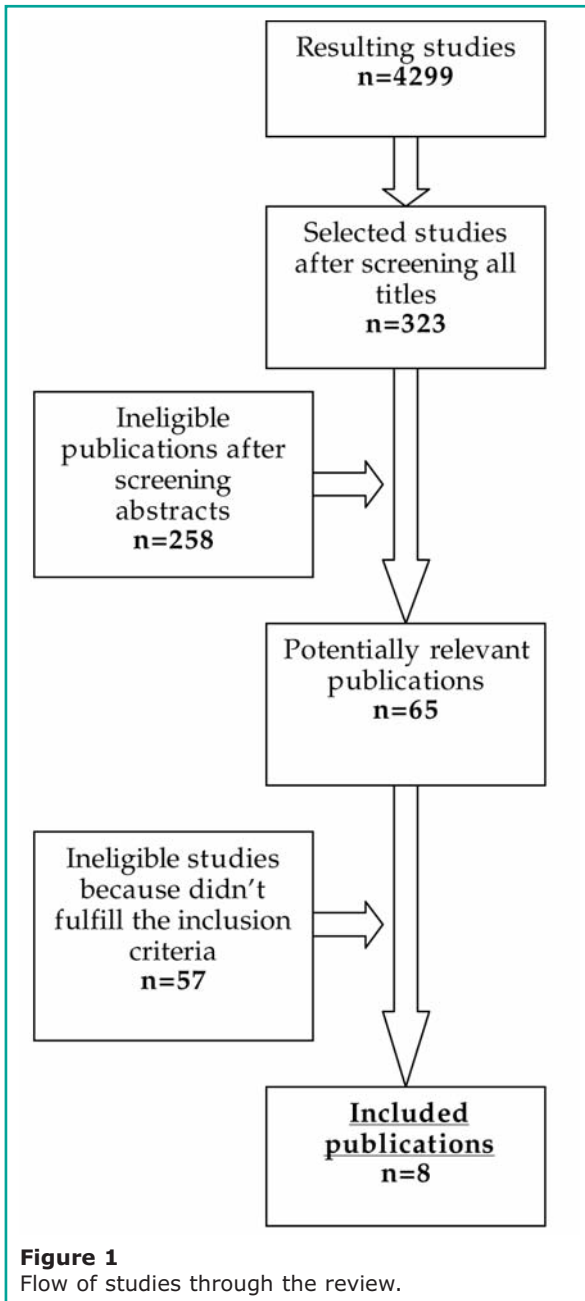 Resulting studies
n=4299
Selected studies
after screening all
titles
n=323
Ineligible
publications after
screening
abstracts
n=258
Potentially relevant
publications
n=65
Ineligible studies
because didn't
fulfill the inclusion
criteria
n=57
Included
publications
n=8
Figure 1
Flow of studies through the review.